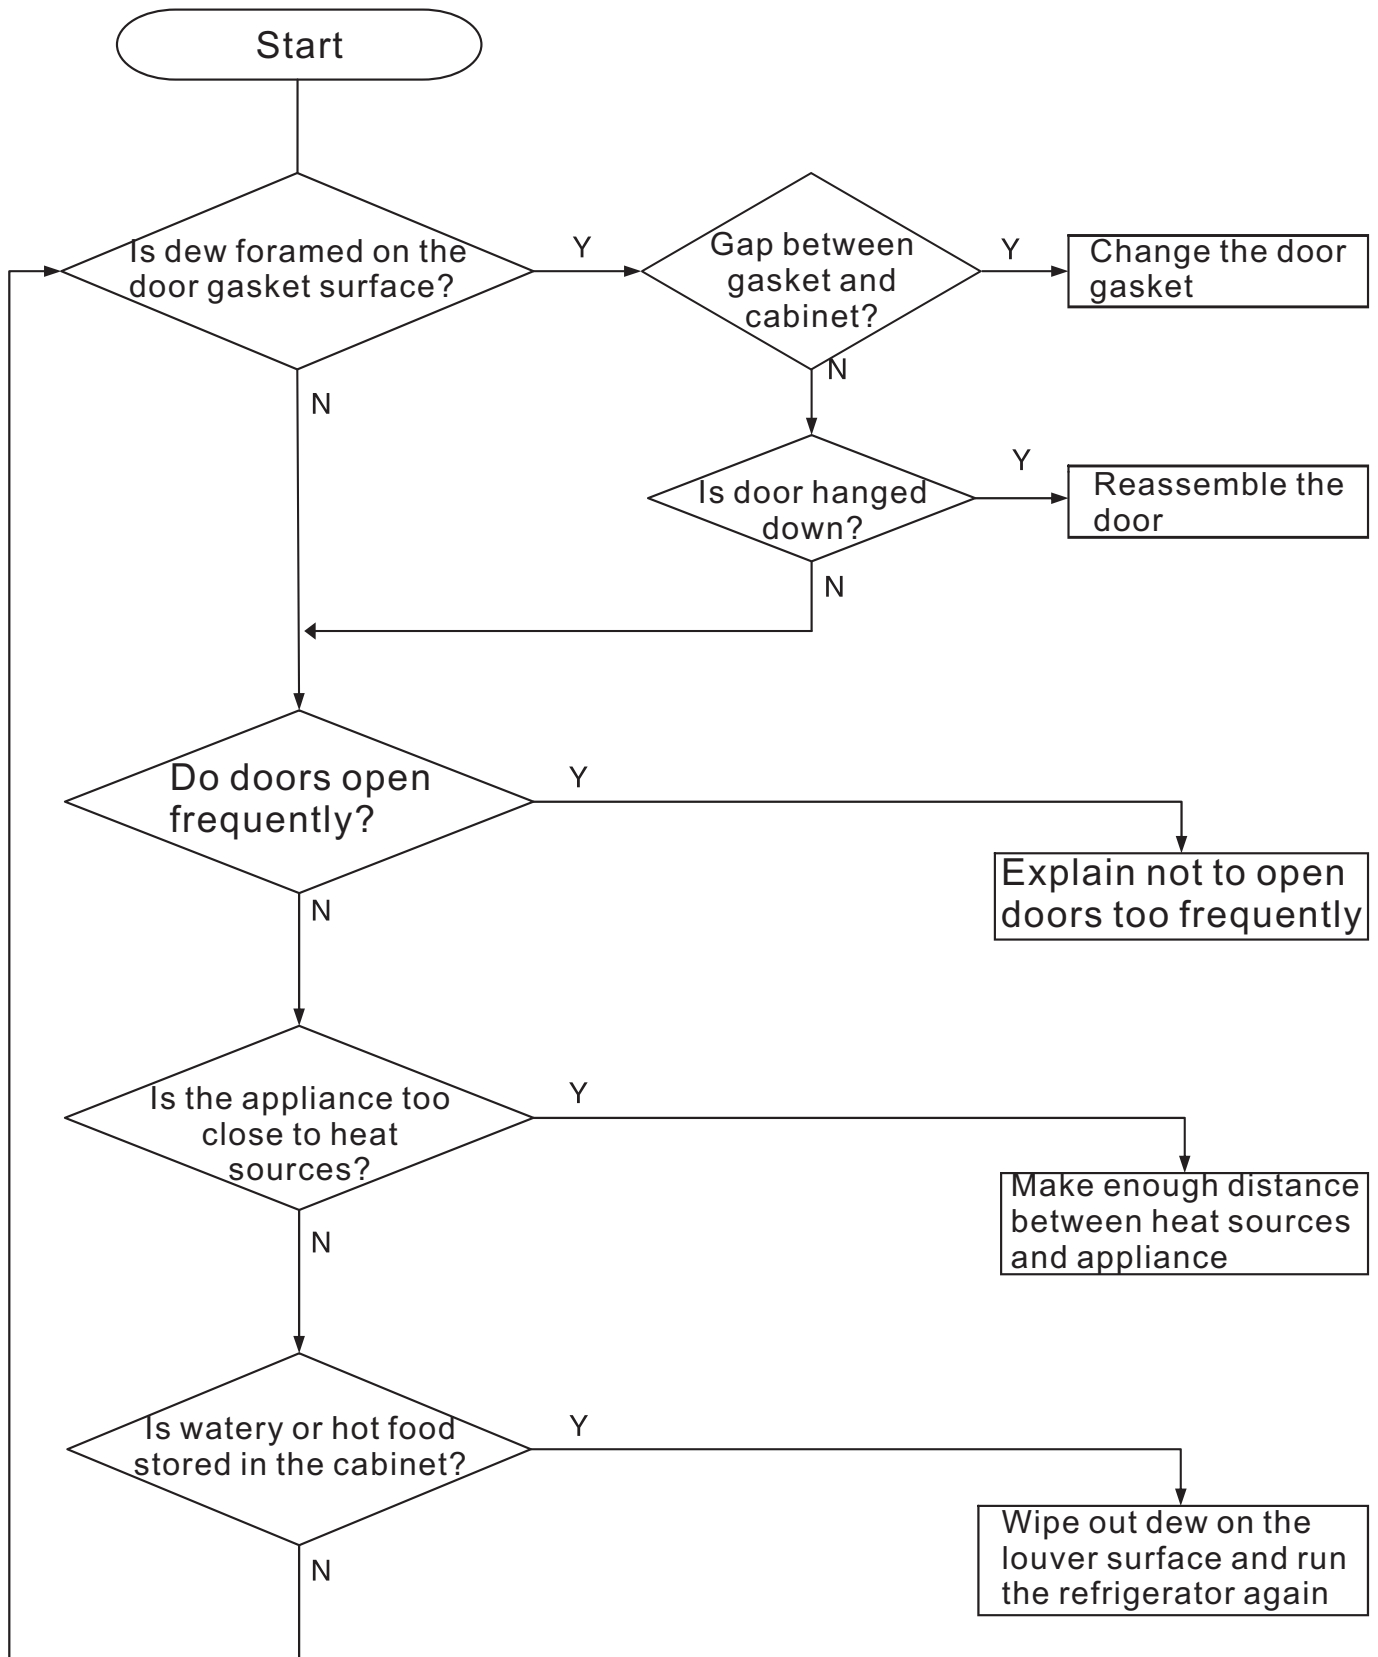 Start
Is dew foramed on the
door gasket surface?
Y
Gap between
gasket and
cabinet?
Y
Change the door
gasket
N
N
Is door hanged
down?
Y
Reassemble the
door
N
Do doors open
frequently?
Y
Explain not to open
doors too frequently
N
Is the appliance too
close to heat
sources?
Y
Make enough distance
between heat sources
and appliance
N
Is watery or hot food
stored in the cabinet?
Y
Wipe out dew on the
louver surface and run
the refrigerator again
N